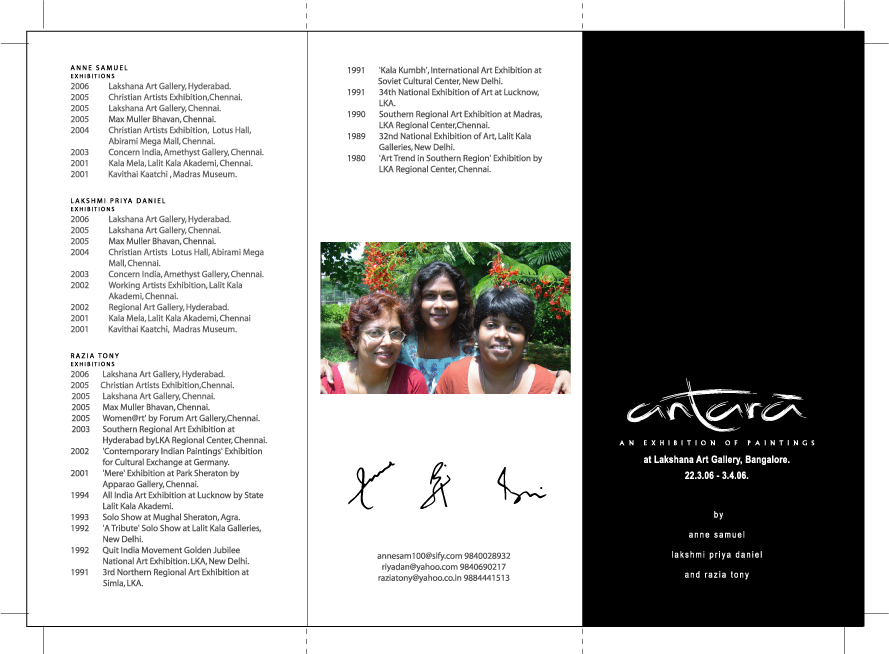 ANNE SAMUEL
EXHIBITIONS
2006 Lakshana Art Gallery, Hyderabad.
2005 Christian Artists Exhibition,Chennai.
2005 Lakshana Art Gallery, Chennai.
2005 Max Muller Bhavan, Chennai.
2004 Christian Artists Exhibition, Lotus Hall,
Abirami Mega Mall, Chennai.
2003 Concern India, Amethyst Gallery, Chennai.
2001 Kala Mela, Lalit Kala Akademi, Chennai.
2001 Kavithai Kaatchi , Madras Museum.
LAKSHMI PRIYA DANIEL
EXHIBITIONS
2006 Lakshana Art Gallery, Hyderabad.
2005 Lakshana Art Gallery, Chennai.
2005 Max Muller Bhavan, Chennai.
2004 Christian Artists Lotus Hall, Abirami Mega
Mall, Chennai.
2003 Concern India, Amethyst Gallery, Chennai.
2002 Working Artists Exhibition, Lalit Kala
Akademi, Chennai.
2002 Regional Art Gallery, Hyderabad.
2001 Kala Mela, Lalit Kala Akademi, Chennai
2001 Kavithai Kaatchi, Madras Museum.
RAZIA TONY
EXHIBITIONS
2006 Lakshana Art Gallery, Hyderabad.
2005 Christian Artists Exhibition,Chennai.
2005 Lakshana Art Gallery, Chennai.
2005 Max Muller Bhavan, Chennai.
2005 Women@rt' by Forum Art Gallery,Chennai.
2003 Southern Regional Art Exhibition at
Hyderabad byLKA Regional Center, Chennai.
2002 'Contemporary Indian Paintings' Exhibition
for Cultural Exchange at Germany.
2001 'Mere' Exhibition at Park Sheraton by
Apparao Gallery, Chennai.
1994 All India Art Exhibition at Lucknow by State
Lalit Kala Akademi.
1993 Solo Show at Mughal Sheraton, Agra.
1992 'A Tribute' Solo Show at Lalit Kala Galleries,
New Delhi.
1992 Quit India Movement Golden Jubilee
National Art Exhibition. LKA, New Delhi.
1991 3rd Northern Regional Art Exhibition at
Simla, LKA.
1991 'Kala Kumbh', International Art Exhibition at
Soviet Cultural Center, New Delhi.
1991 34th National Exhibition of Art at Lucknow,
LKA.
1990 Southern Regional Art Exhibition at Madras,
LKA Regional Center,Chennai.
1989 32nd National Exhibition of Art, Lalit Kala
Galleries, New Delhi.
1980 'Art Trend in Southern Region' Exhibition by
LKA Regional Center, Chennai.
annesam100@sify.com 9840028932
riyadan@yahoo.com 9840690217
raziatony@yahoo.co.in 9884441513
antarā
AN EXHIBITION OF PAINTINGS
at Lakshana Art Gallery, Bangalore.
22.3.06 - 3.4.06.
by
anne samuel
lakshmi priya daniel
and razia tony